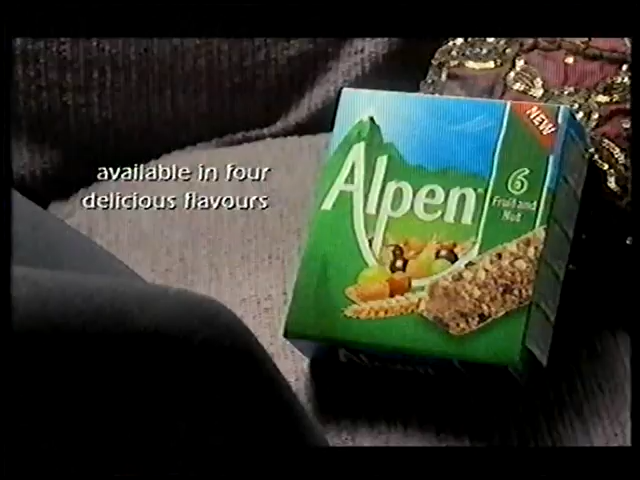 available in four
delicious flavours
NEW
Alpen
6
Fruit and
Nut